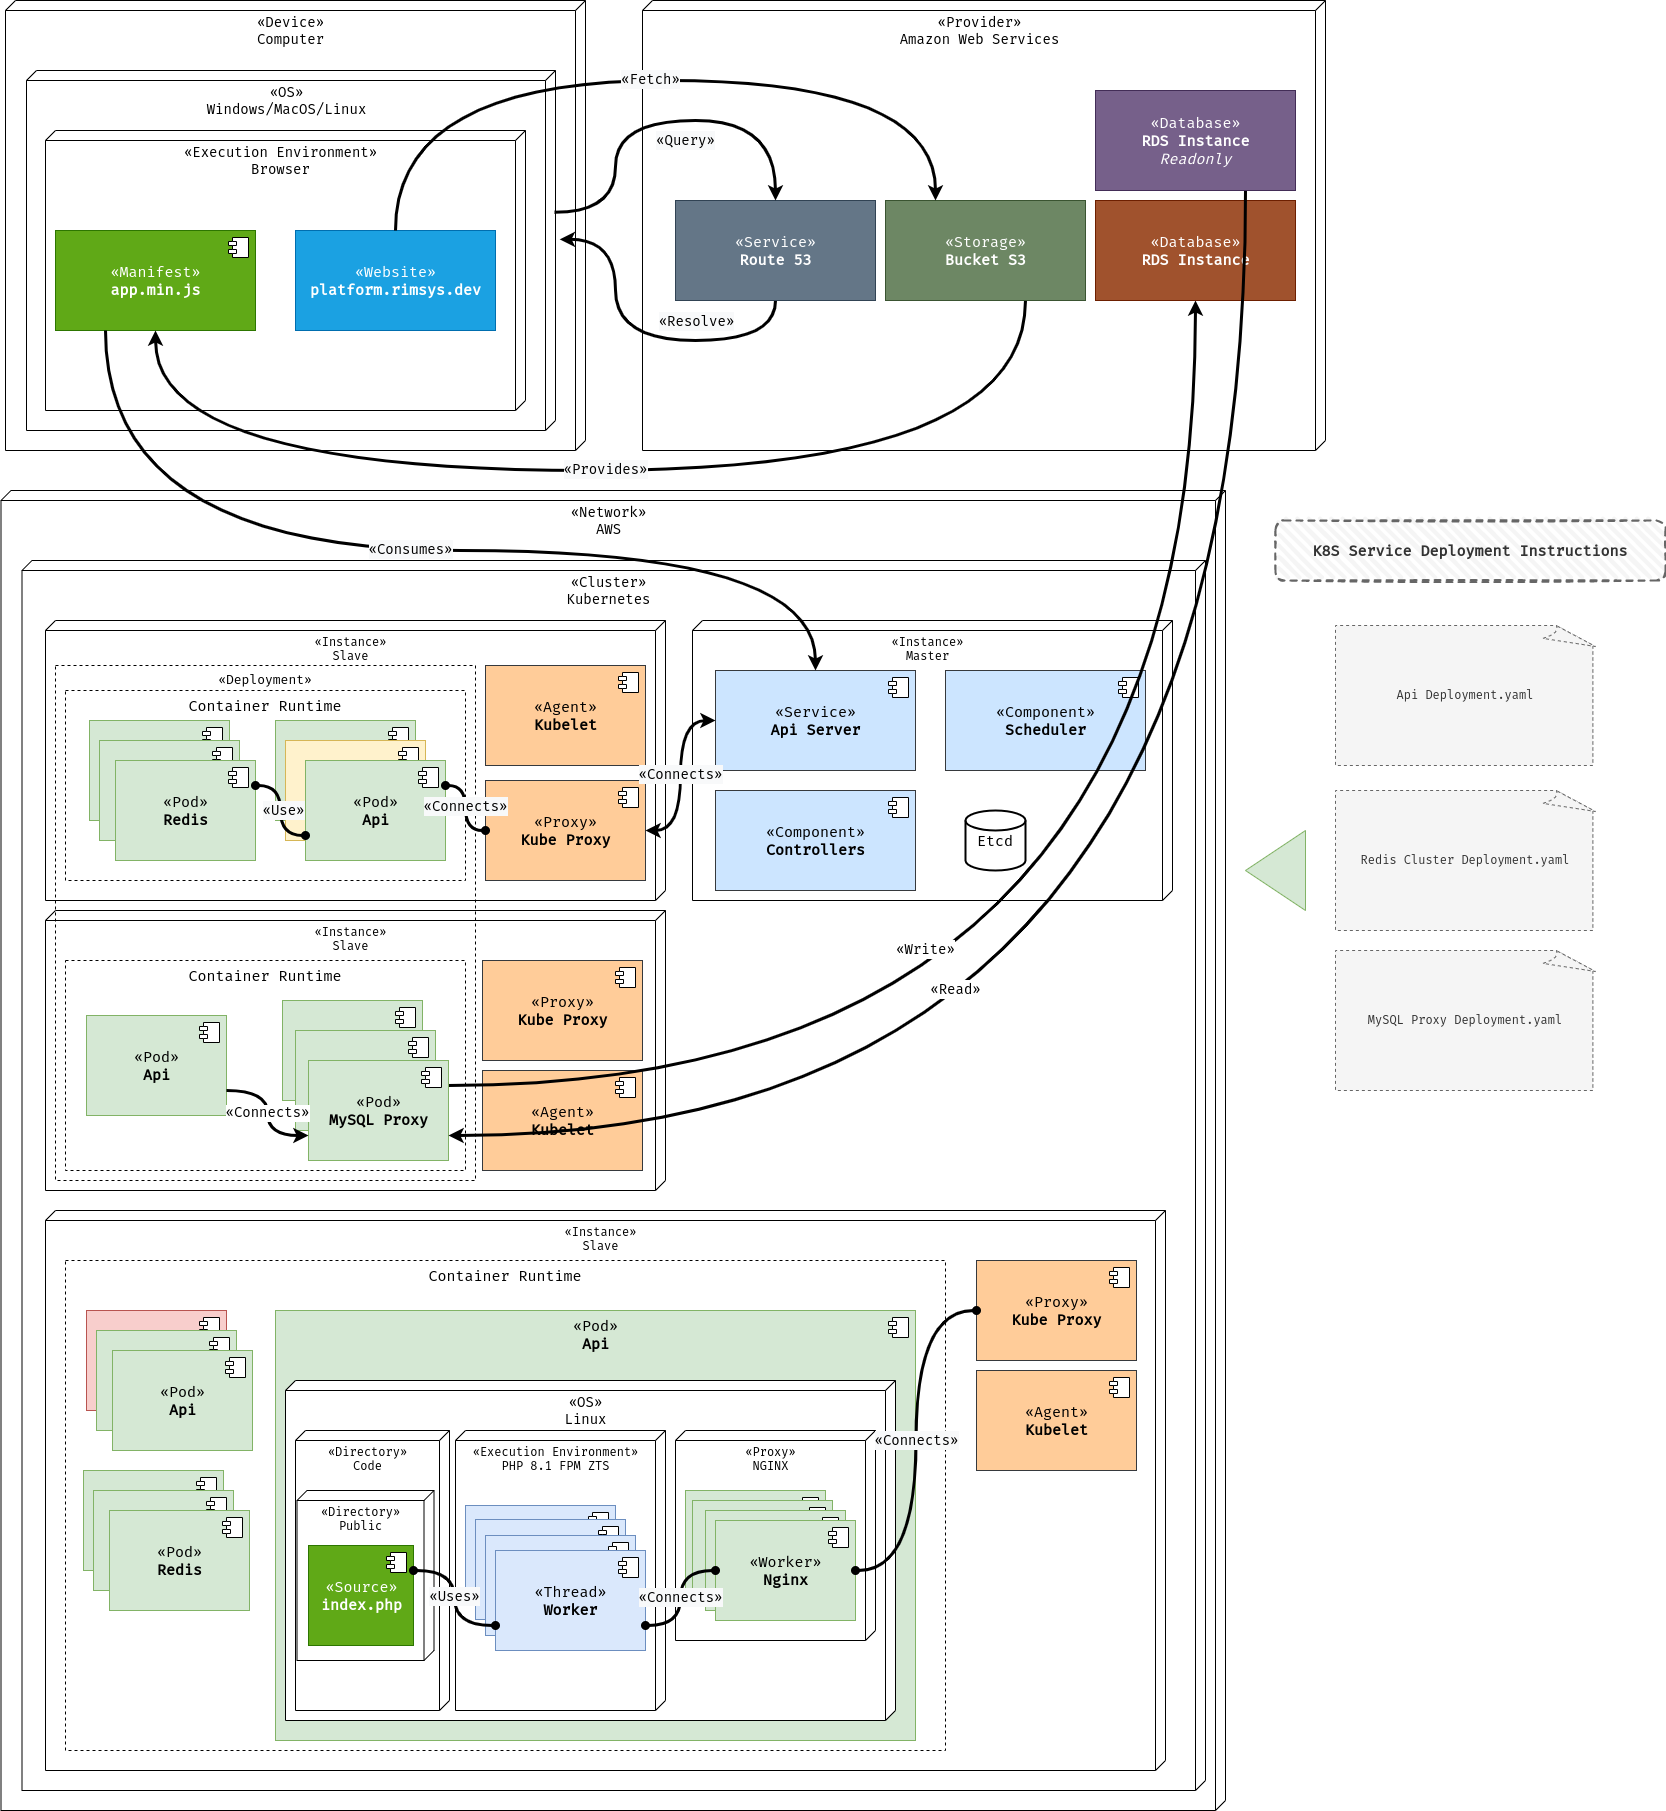 «Device»
Computer
«OS»
Windows/MacOS/Linux
«Execution Environment»
Browser
«Manifest»
app.min.js
«Website»
platform.rimsys.dev
«Fetch»
«Query»
«Resolve»
«Provides»
«Provider»
Amazon Web Services
«Service»
Route 53
«Storage»
Bucket S3
«Database»
RDS Instance
Readonly
«Database»
RDS Instance
«Network»
AWS
«Consumes»
«Cluster»
Kubernetes
«Instance»
Slave
«Deployment»
Container Runtime
«Pod»
Redis
«Use»
«Pod»
Api
«Connects»
«Agent»
Kubelet
«Proxy»
Kube Proxy
«Connects»
«Instance»
Master
«Service»
Api Server
«Component»
Scheduler
«Component»
Controllers
Etcd
«Write»
«Read»
«Instance»
Slave
Container Runtime
«Pod»
Api
«Connects»
«Pod»
MySQL Proxy
«Proxy»
Kube Proxy
«Agent»
Kubelet
«Instance»
Slave
Container Runtime
«Pod»
Api
«Pod»
Redis
«Pod»
Api
«OS»
Linux
«Directory»
Code
«Directory»
Public
«Source»
index.php
«Uses»
«Execution Environment»
PHP 8.1 FPM ZTS
«Thread»
Worker
«Connects»
«Proxy»
NGINX
«Worker»
Nginx
«Connects»
«Proxy»
Kube Proxy
«Agent»
Kubelet
K8S Service Deployment Instructions
Api Deployment.yaml
Redis Cluster Deployment.yaml
MySQL Proxy Deployment.yaml